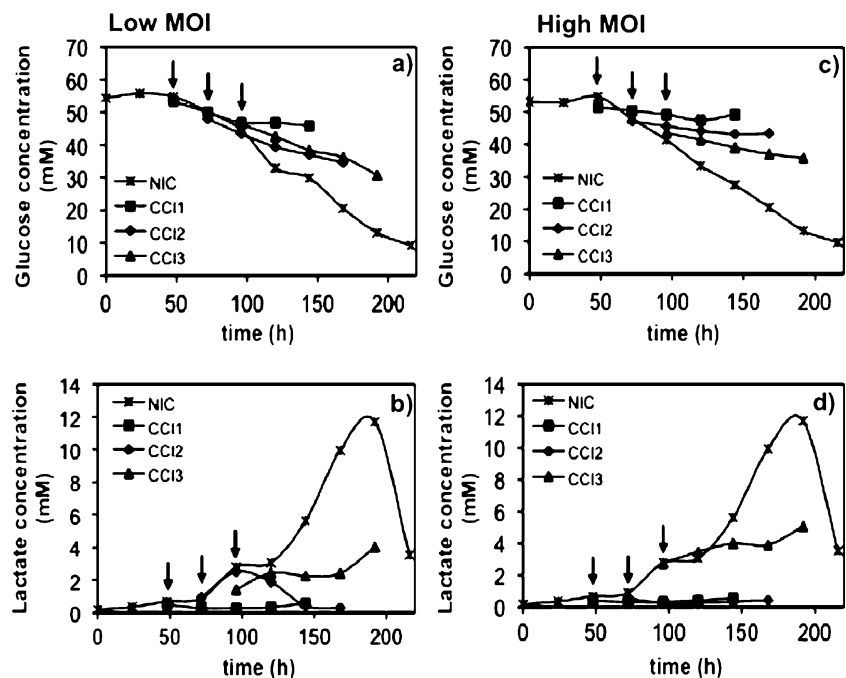 Low MOI
High MOI
a)
Glucose concentration
(mM)
70
60
50
40
30
20
10
0
NIC
CCI1
CCI2
CCI3
0 50 100 150 200
time (h)
c)
Glucose concentration
(mM)
70
60
50
40
30
20
10
0
NIC
CCI1
CCI2
CCI3
0 50 100 150 200
time (h)
b)
Lactate concentration
(mM)
14
12
10
8
6
4
2
0
NIC
CCI1
CCI2
CCI3
0 50 100 150 200
time (h)
d)
Lactate concentration
(mM)
14
12
10
8
6
4
2
0
NIC
CCI1
CCI2
CCI3
0 50 100 150 200
time (h)